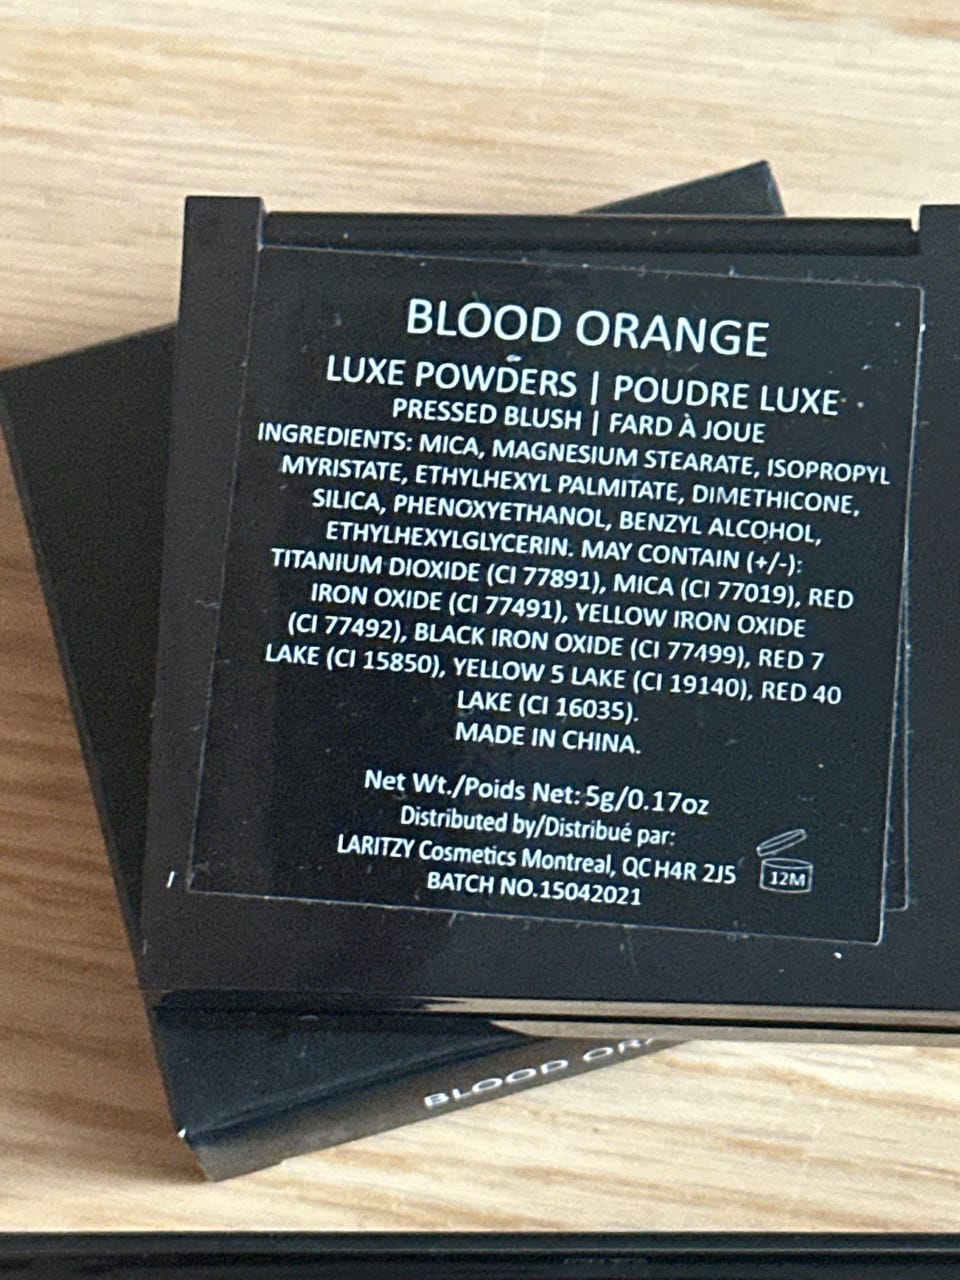 BLOOD ORANGE
LUXE POWDERS | POUDRE LUXE
PRESSED BLUSH | FARD À JOUE
INGREDIENTS: MICA, MAGNESIUM STEARATE, ISOPROPYL
MYRISTATE, ETHYLHEXYL PALMITATE, DIMETHICONE,
SILICA, PHENOXYETHANOL, BENZYL ALCOHOL,
ETHYLHEXYLGLYCERIN. MAY CONTAIN (+/-):
TITANIUM DIOXIDE (CI 77891), MICA (CI 77019), RED
IRON OXIDE (CI 77491), YELLOW IRON OXIDE
(CI 77492), BLACK IRON OXIDE (CI 77499), RED 7
LAKE (CI 15850), YELLOW 5 LAKE (CI 19140), RED 40
LAKE (CI 16035).
MADE IN CHINA.
Net Wt./Poids Net: 5g/0.17oz
Distributed by/Distribué par:
LARITZY Cosmetics Montreal, QC H4R 2J5
BATCH NO.15042021
12M
BLOOD ORA